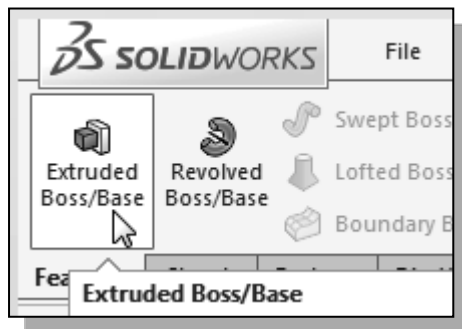 SOLIDWORKS
File
Extruded Boss/Base
Revolved Boss/Base
Swept Boss
Lofted Boss
Boundary B
Fea
Extruded Boss/Base